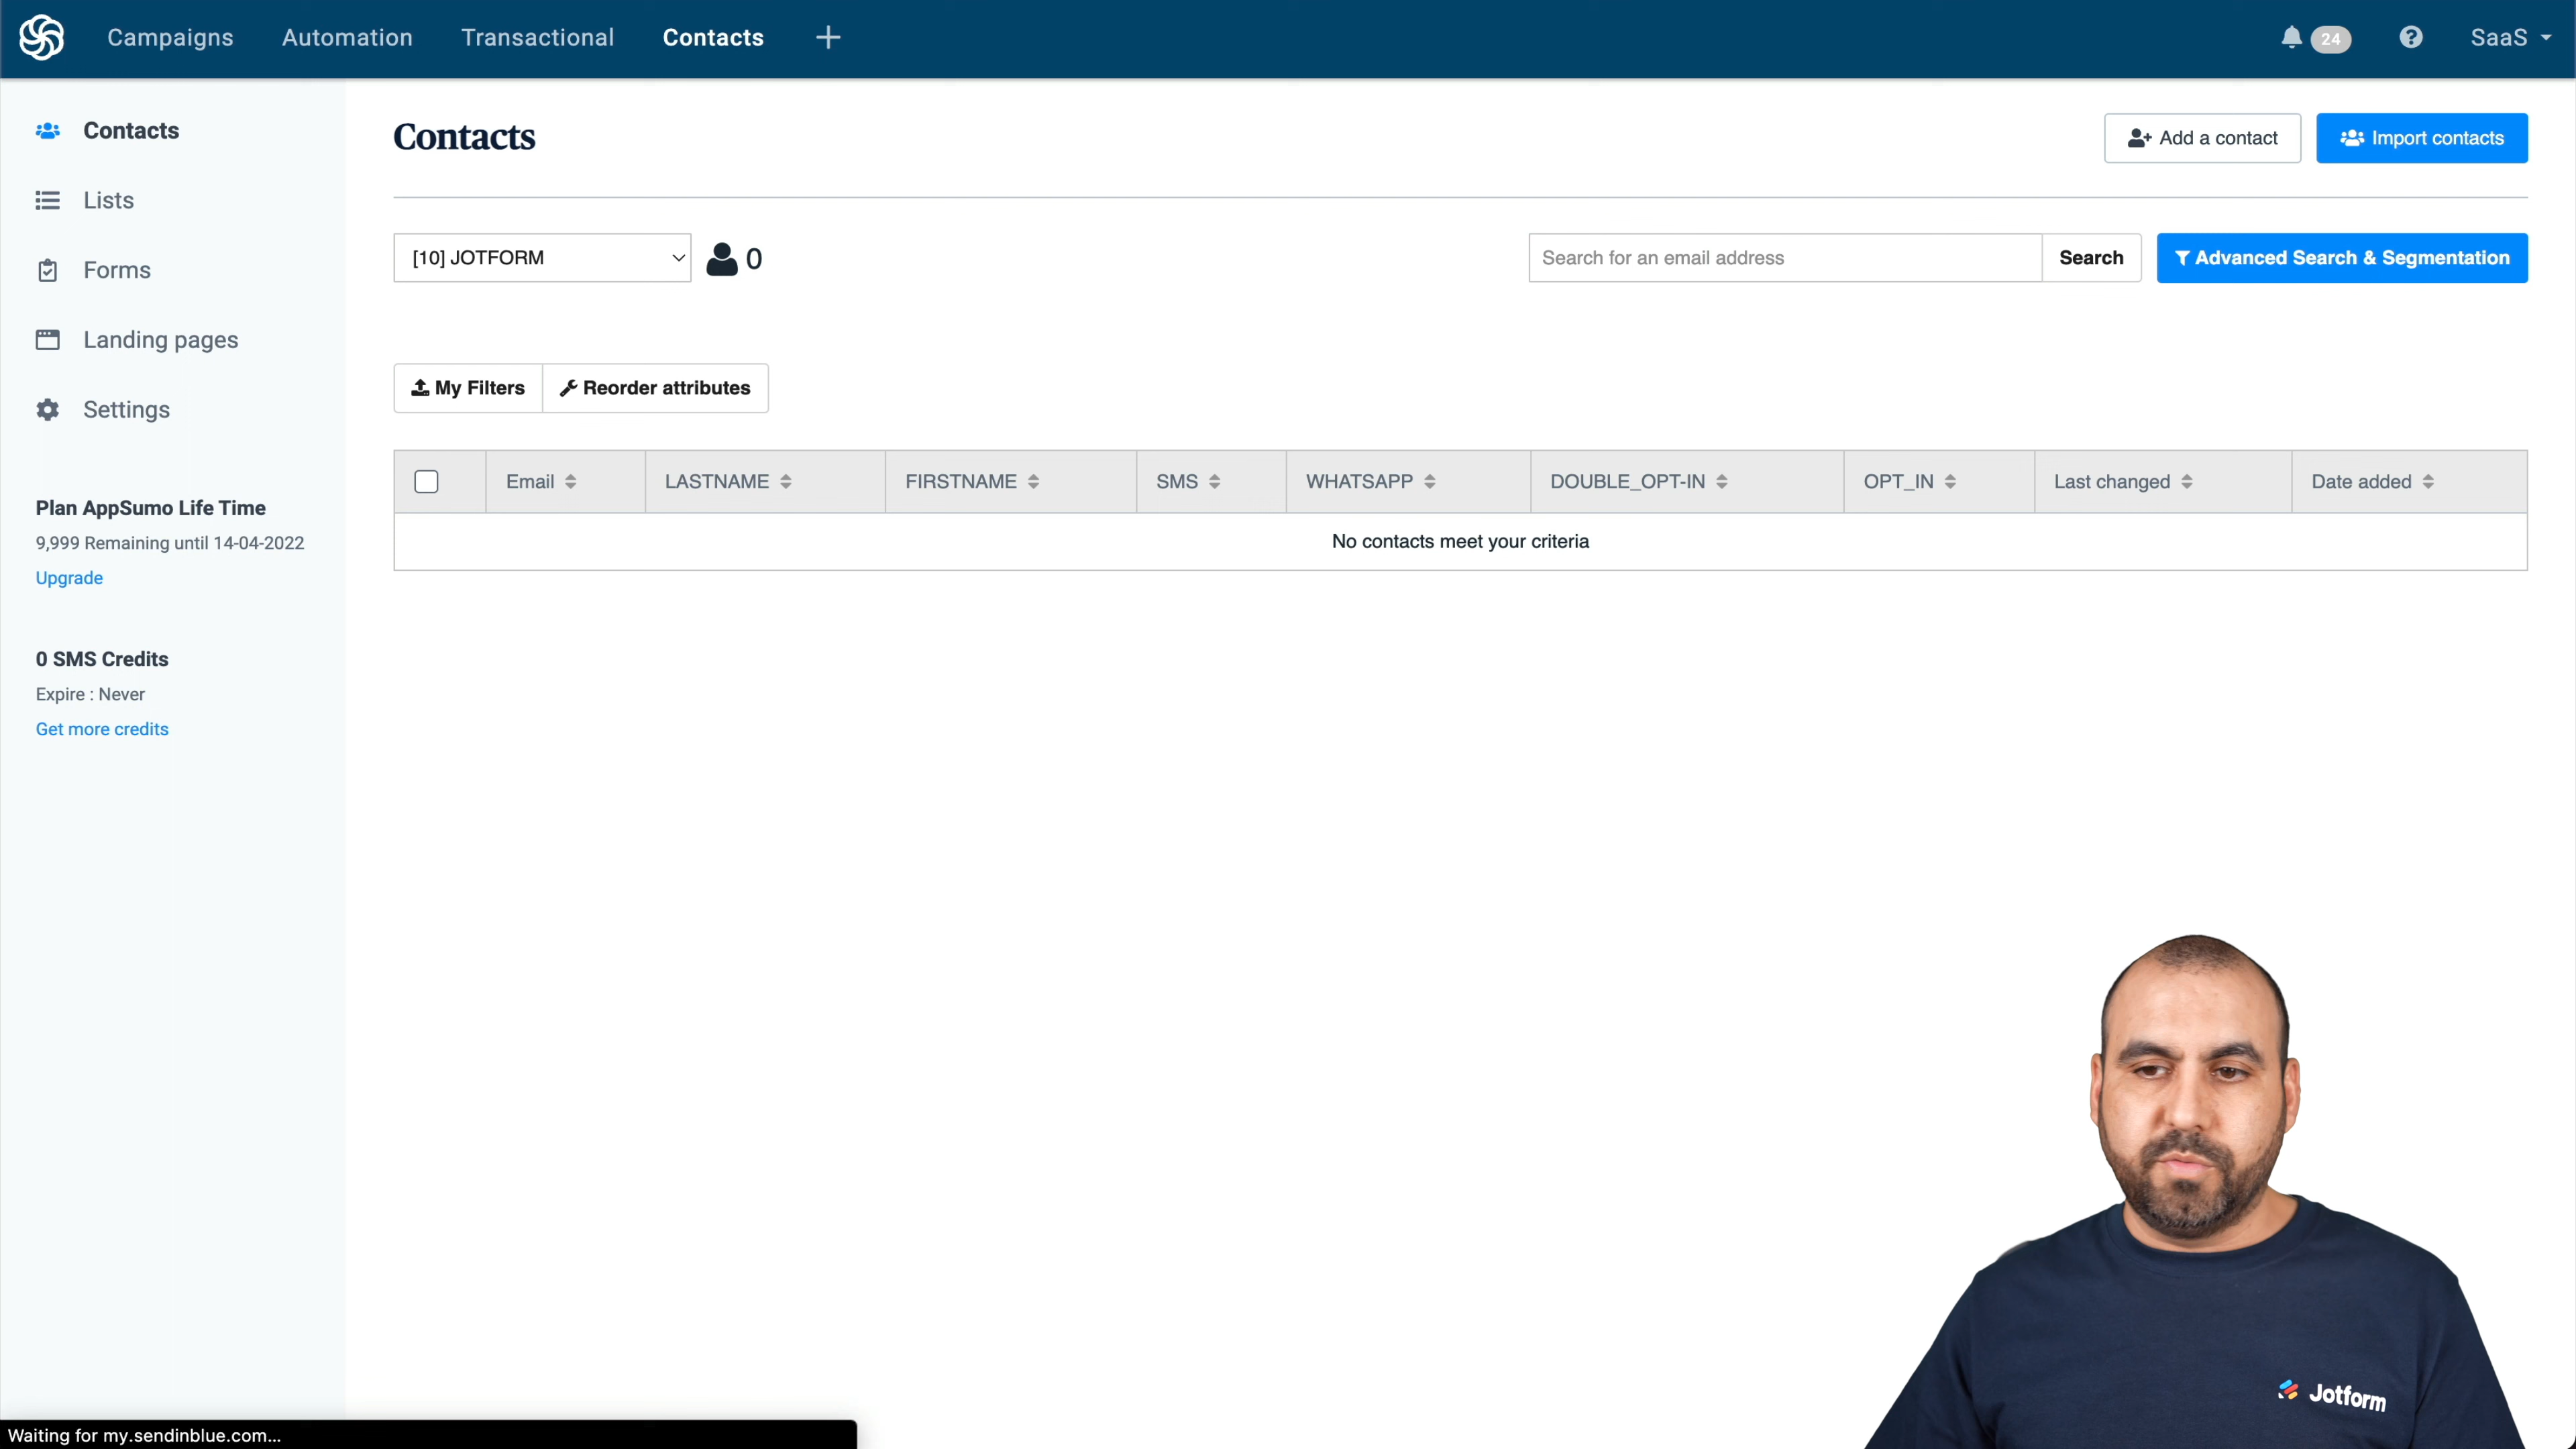 Campaigns
Automation
Transactional
Contacts
24
SaaS
Contacts
Lists
Forms
Landing pages
Settings
Plan AppSumo Life Time
9,999 Remaining until 14-04-2022
Upgrade
0 SMS Credits
Expire : Never
Get more credits
Contacts
Add a contact
Import contacts
[10] JOTFORM
0
Search for an email address
Search
Advanced Search & Segmentation
My Filters
Reorder attributes
Email
LASTNAME
FIRSTNAME
SMS
WHATSAPP
DOUBLE_OPT-IN
OPT_IN
Last changed
Date added
No contacts meet your criteria
Jotform
Waiting for my.sendinblue.com...